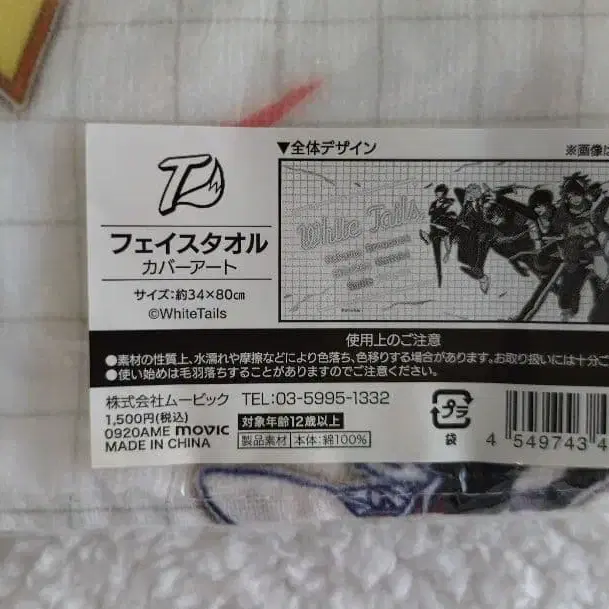 ▼全体デザイン
※画像は
フェイスタオル
カバーアート
サイズ:約34×80㎝
©WhiteTails
White Tails
使用上のご注意
●素材の性質上、水濡れや摩擦などにより色落ち、色移りする場合があります。お取り扱いには十分ご
●使い始めは毛羽落ちすることがありますのでご注意ください。
株式会社ムービック TEL:03-5995-1332
1,500円(税込)
対象年齢12歳以上
0920AME movic
製品素材 本体:綿100%
MADE IN CHINA
プラ
袋
4 549743 4